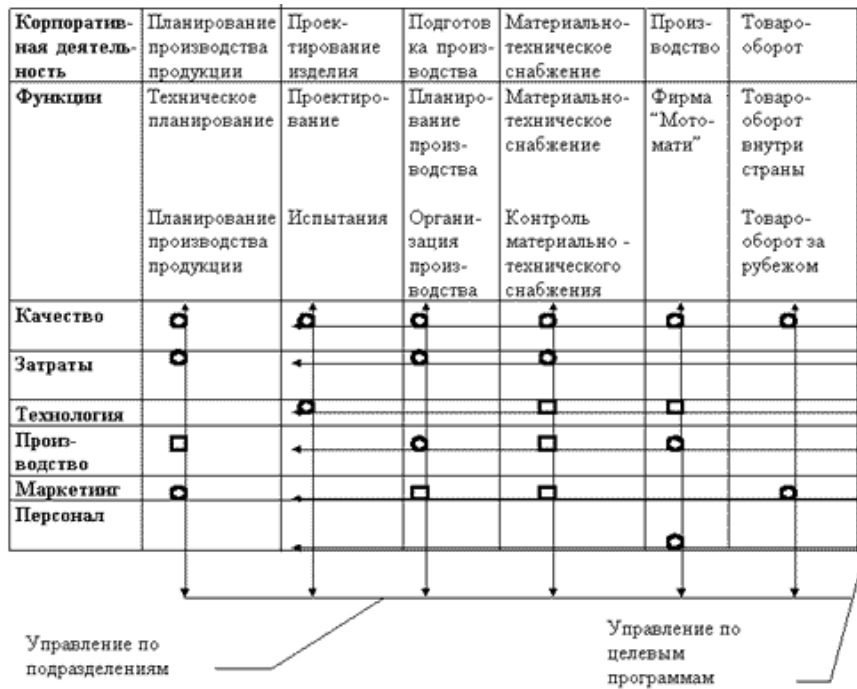 Корпоратив-
ная деятель-
ность
Планирование
производства
продукции
Проек-
тирование
изделия
Подготов
ка произ-
водства
Материально-
техническое
снабжение
Произ-
водство
Товаро-
оборот
Функции
Техническое
планирование
Планирование
производства
продукции
Проектиро-
вание
Испытания
Планиро-
вание
произ-
водства
Органи-
зация
произ-
водства
Материально-
техническое
снабжение
Контроль
материально -
технического
снабжения
Фирма
"Мото-
мати"
Товаро-
оборот
внутри
страны
Товаро-
оборот за
рубежом
Качество
Затраты
Технология
Произ-
водство
Маркетинг
Персонал
Управление по
подразделениям
Управление по
целевым
программам